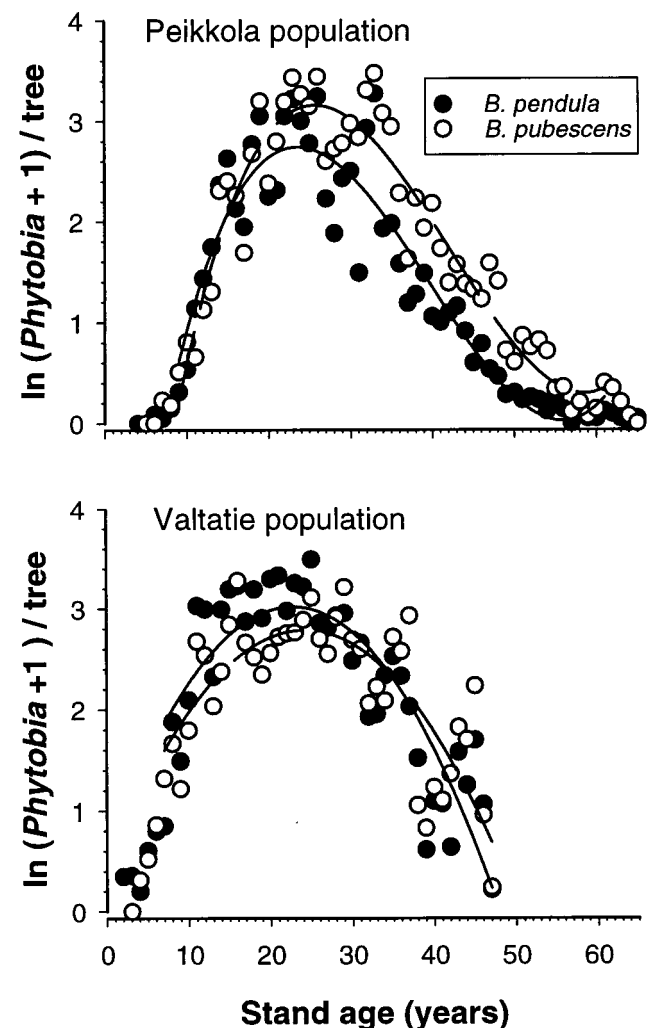 Peikkola population
ln (Phytobia + 1) / tree
4
3
2
1
0
B. pendula
B. pubescens
Valtatie population
ln (Phytobia +1 ) / tree
4
3
2
1
0
0 10 20 30 40 50 60
Stand age (years)